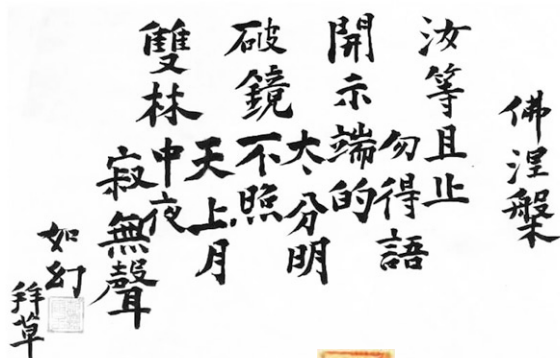 佛涅槃
汝等且止
勿得語
開示端的
太分明
破鏡不照
天上月
雙林中夜
寂無聲
如幻
拜草